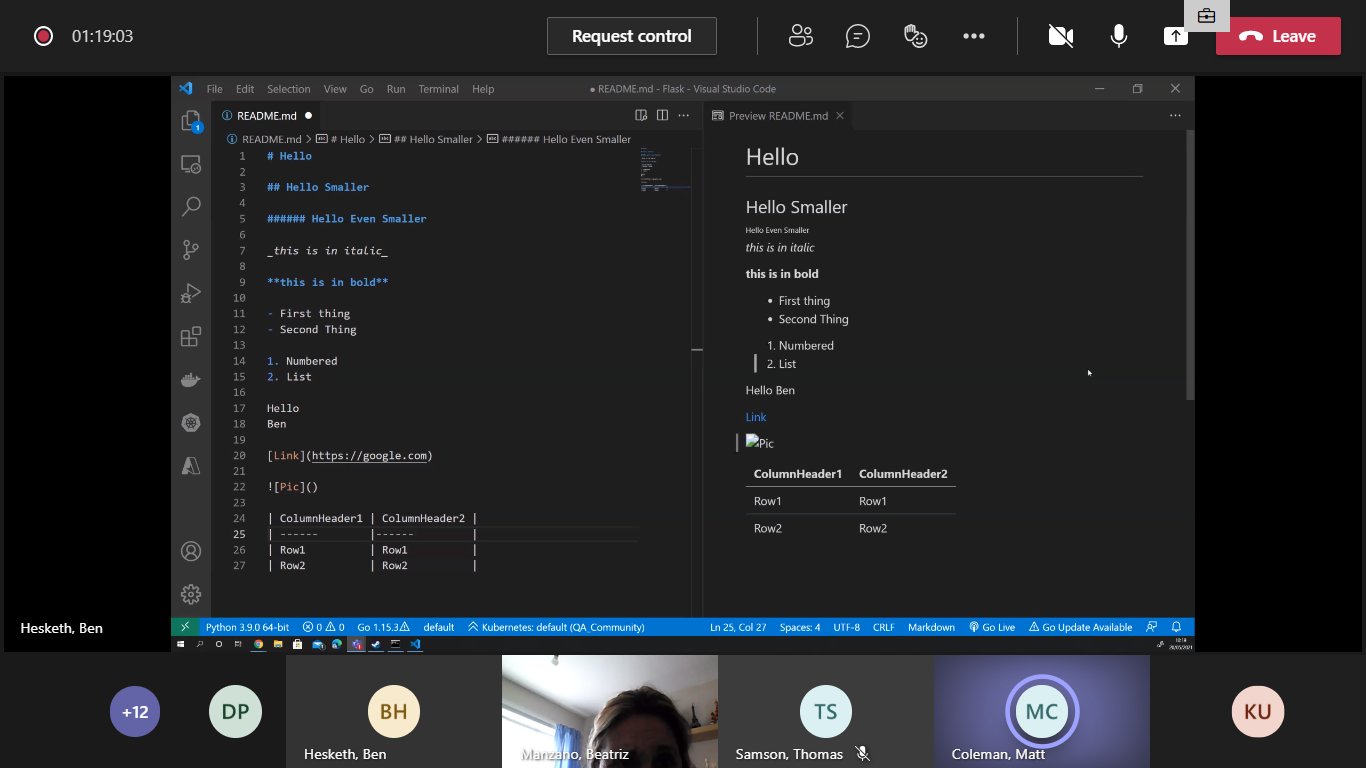 01:19:03
Request control
Leave
File Edit Selection View Go Run Terminal Help
● README.md - Flask - Visual Studio Code
README.md ●
Preview README.md
README.md > # Hello > ## Hello Smaller > ###### Hello Even Smaller
1 # Hello
2
3 ## Hello Smaller
4
5 ###### Hello Even Smaller
6
7 _this is in italic_
8
9 **this is in bold**
10
11 - First thing
12 - Second Thing
13
14 1. Numbered
15 2. List
16
17 Hello
18 Ben
19
20 [Link](https://google.com)
21
22 ![Pic]()
23
24 | ColumnHeader1 | ColumnHeader2 |
25 | ------ |------ |
26 | Row1 | Row1 |
27 | Row2 | Row2 |
Hello
Hello Smaller
Hello Even Smaller
this is in italic
this is in bold
• First thing
• Second Thing
1. Numbered
2. List
Hello Ben
Link
Pic
ColumnHeader1 ColumnHeader2
Row1 Row1
Row2 Row2
1
Python 3.9.0 64-bit 0 0 Go 1.15.3 default Kubernetes: default (QA_Community) Ln 25, Col 27 Spaces: 4 UTF-8 CRLF Markdown Go Live Go Update Available
10:19
20/05/2021
Hesketh, Ben
+12
DP
BH
Hesketh, Ben
Manzano, Beatriz
TS
Samson, Thomas
MC
Coleman, Matt
KU